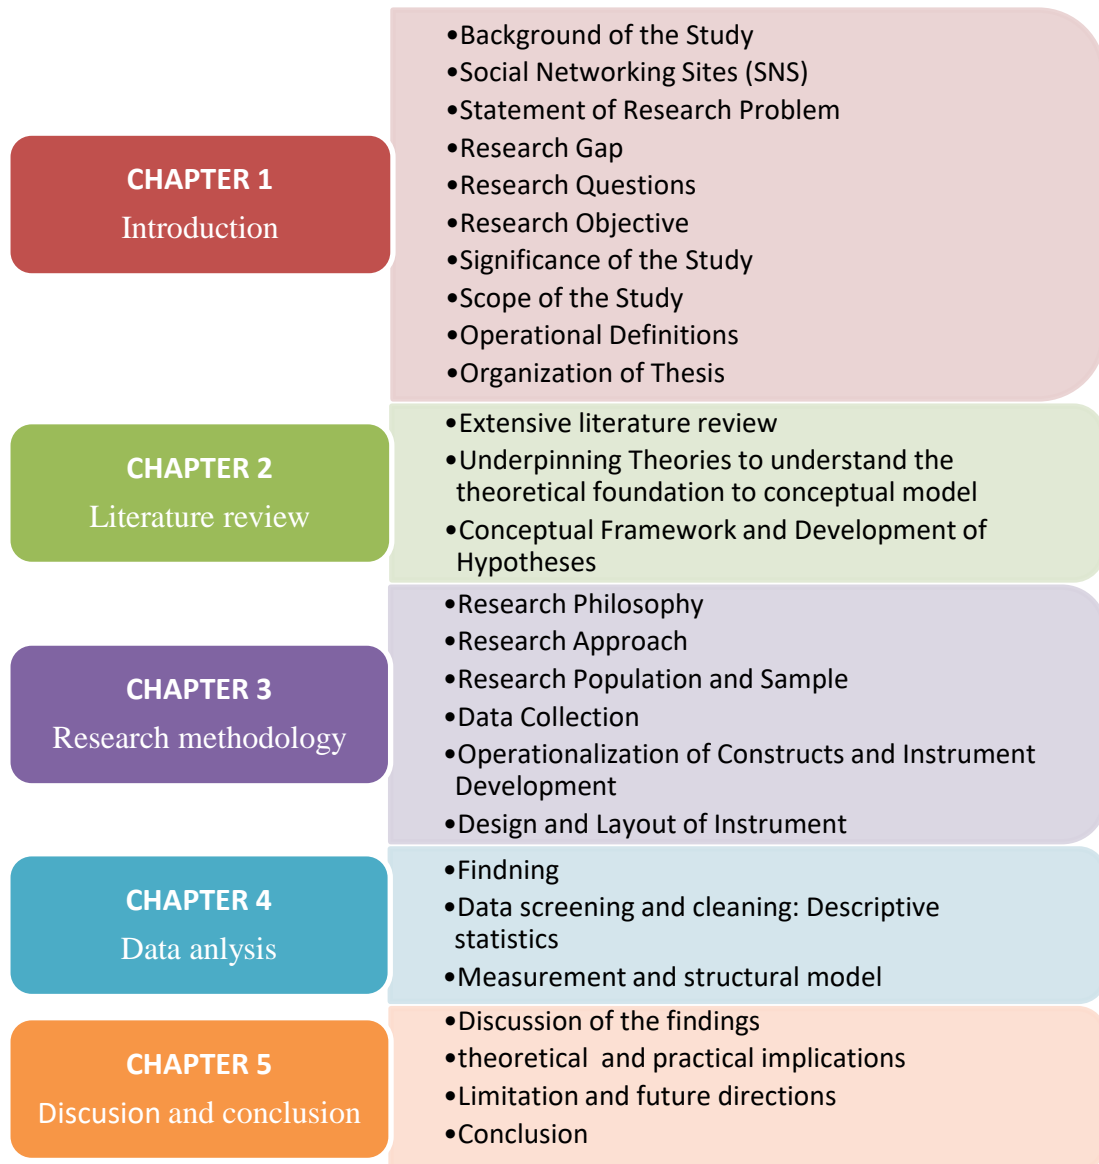 CHAPTER 1
Introduction
•Background of the Study
•Social Networking Sites (SNS)
•Statement of Research Problem
•Research Gap
•Research Questions
•Research Objective
•Significance of the Study
•Scope of the Study
•Operational Definitions
•Organization of Thesis
CHAPTER 2
Literature review
•Extensive literature review
•Underpinning Theories to understand the
theoretical foundation to conceptual model
•Conceptual Framework and Development of
Hypotheses
CHAPTER 3
Research methodology
•Research Philosophy
•Research Approach
•Research Population and Sample
•Data Collection
•Operationalization of Constructs and Instrument
Development
•Design and Layout of Instrument
CHAPTER 4
Data anlysis
•Findning
•Data screening and cleaning: Descriptive
statistics
•Measurement and structural model
CHAPTER 5
Discusion and conclusion
•Discussion of the findings
•theoretical and practical implications
•Limitation and future directions
•Conclusion